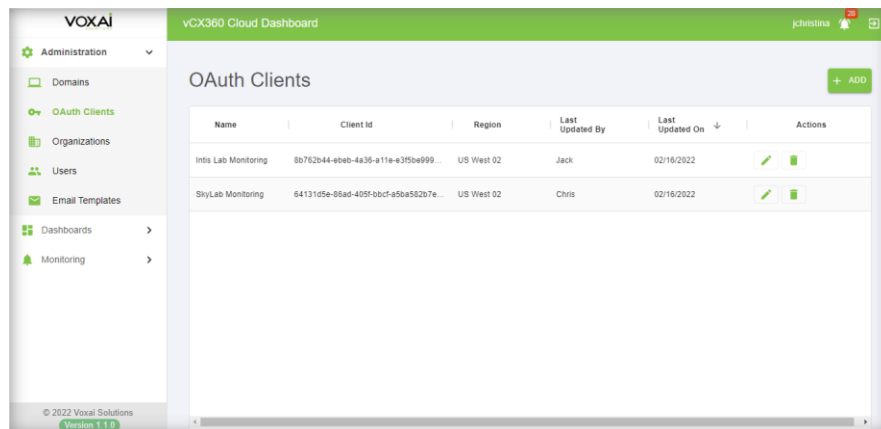 VOXAI
vCX360 Cloud Dashboard
jchristina
26
Administration
Domains
OAuth Clients
Organizations
Users
Email Templates
Dashboards
Monitoring
OAuth Clients
+ ADD
Name Client Id Region Last Updated By Last Updated On Actions
Intis Lab Monitoring 8b762b44-ebeb-4a36-a11e-e3f5be999... US West 02 Jack 02/16/2022
SkyLab Monitoring 64131d5e-86ad-405f-bbcf-a5ba582b7e... US West 02 Chris 02/16/2022
© 2022 Voxai Solutions
Version 1.1.0